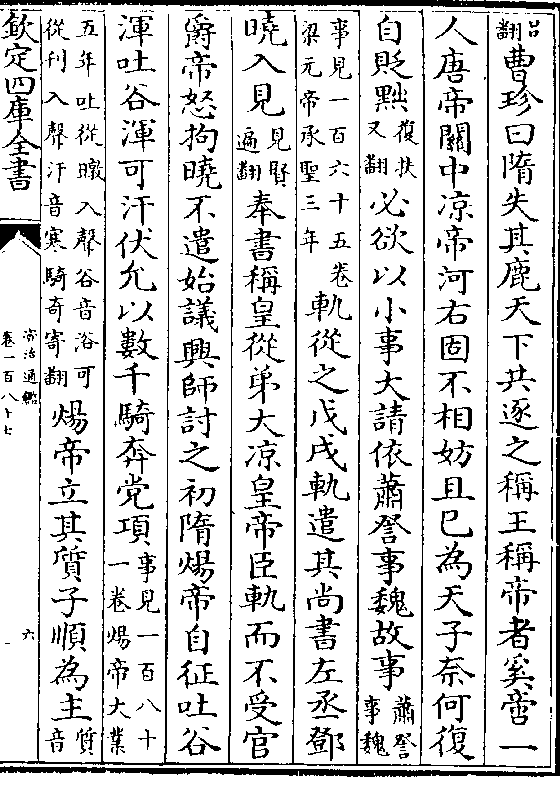 吕翻曹珍曰隋失其鹿天下共逐之稱王稱帝者奚啻一
人唐帝關中凉帝河右固不相妨且已為天子奈何復
自貶黜復扶又翻必欲以小事大請依蕭詧事魏故事蕭詧事魏
事見一百六十五卷梁元帝承聖三年軌從之戊戌軌遣其尚書左丞鄧
曉入見見賢遍翻奉書稱皇從弟大凉皇帝臣軌而不受官
爵帝怒拘曉不遣始議興師討之初隋煬帝自征吐谷
渾吐谷渾可汗伏允以數千騎奔党項事見一百八十一卷煬帝大業
五年吐從暾入聲谷音浴可從刋入聲汗音寒騎奇寄翻煬帝立其質子順為主質音
欽定四庫全書
資治通鑑
卷一百八十七
六